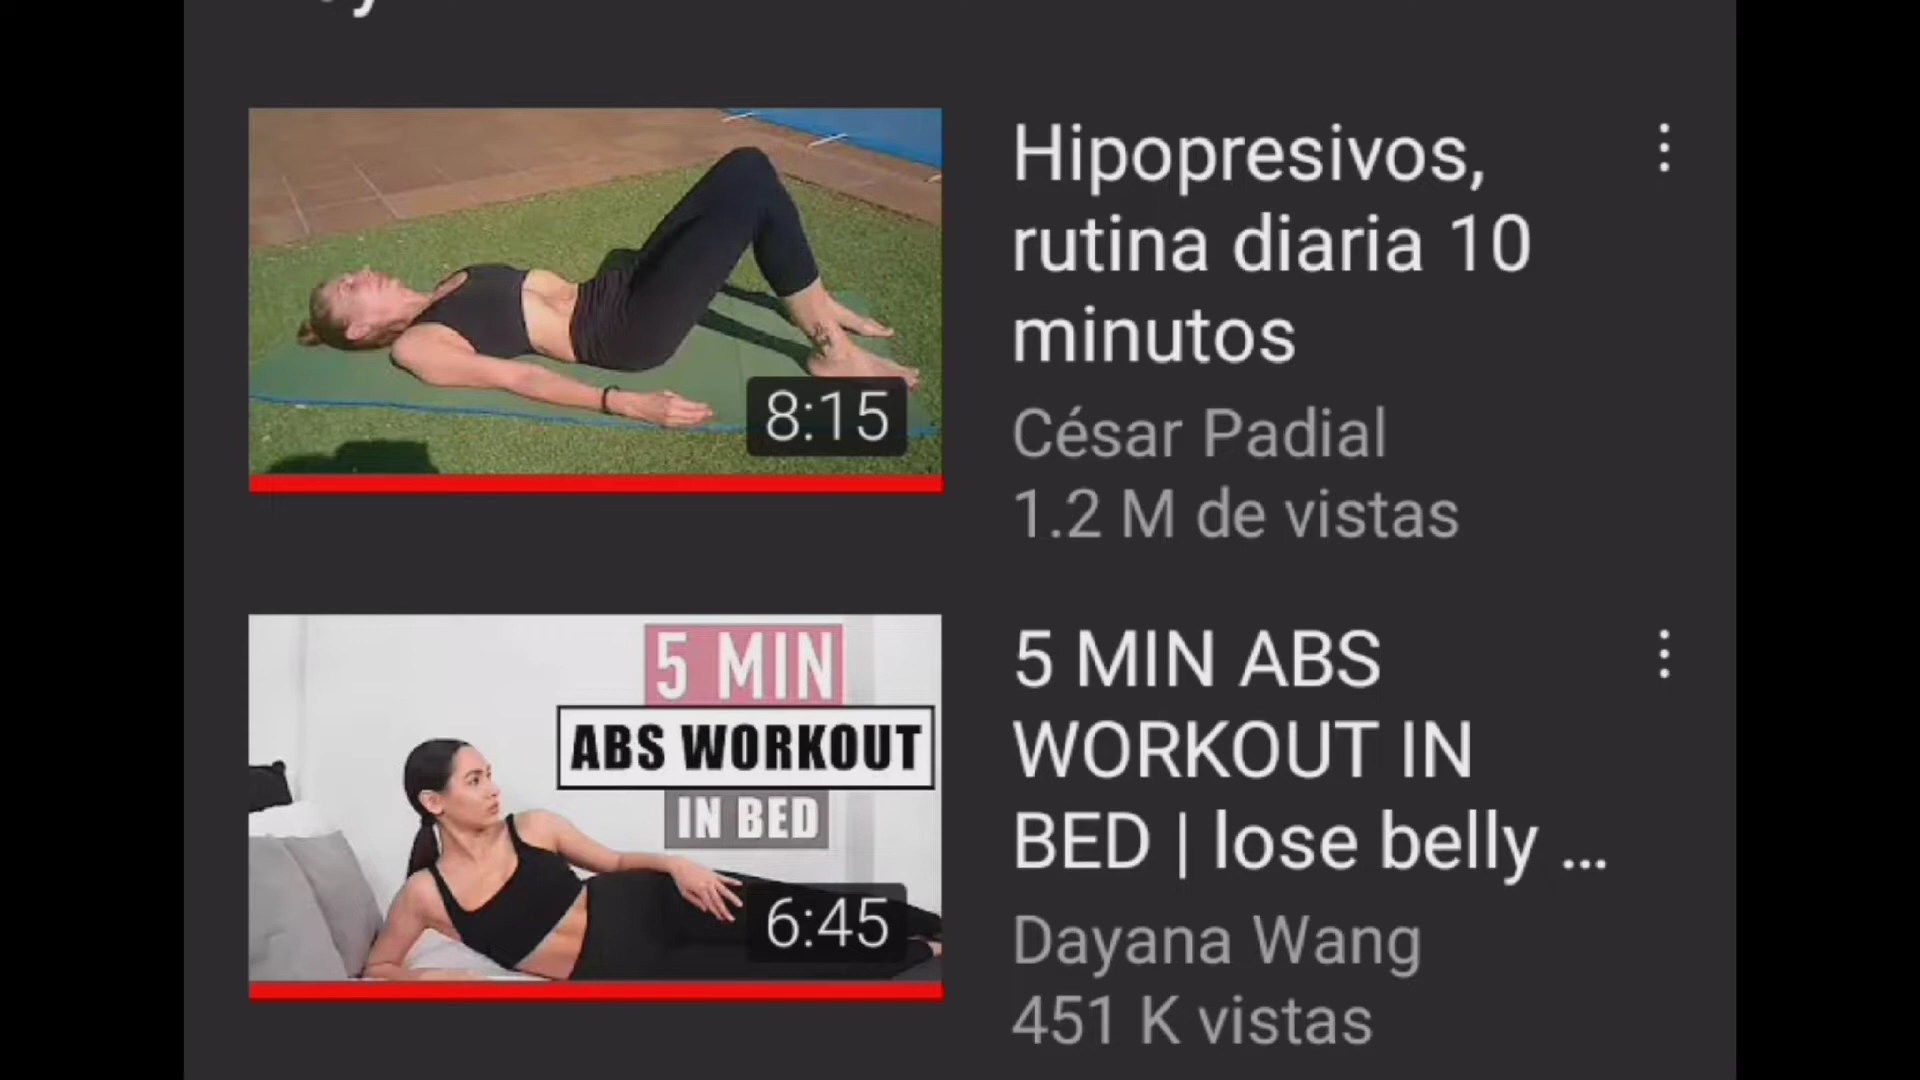 Hipopresivos,
rutina diaria 10
minutos
César Padial
1.2 M de vistas
8:15
5 MIN ABS
WORKOUT IN
BED | lose belly ...
Dayana Wang
451 K vistas
5 MIN
ABS WORKOUT
IN BED
6:45